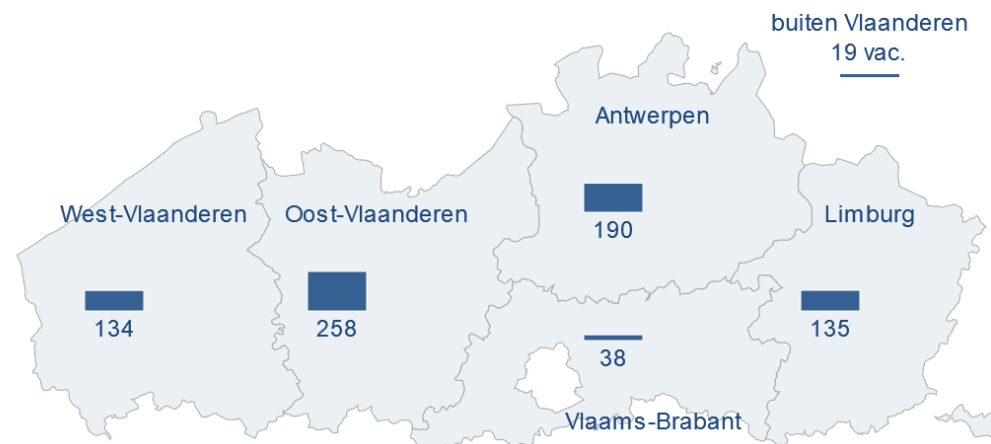 buiten Vlaanderen
19 vac.
Antwerpen
190
West-Vlaanderen
134
Oost-Vlaanderen
258
Limburg
135
38
Vlaams-Brabant